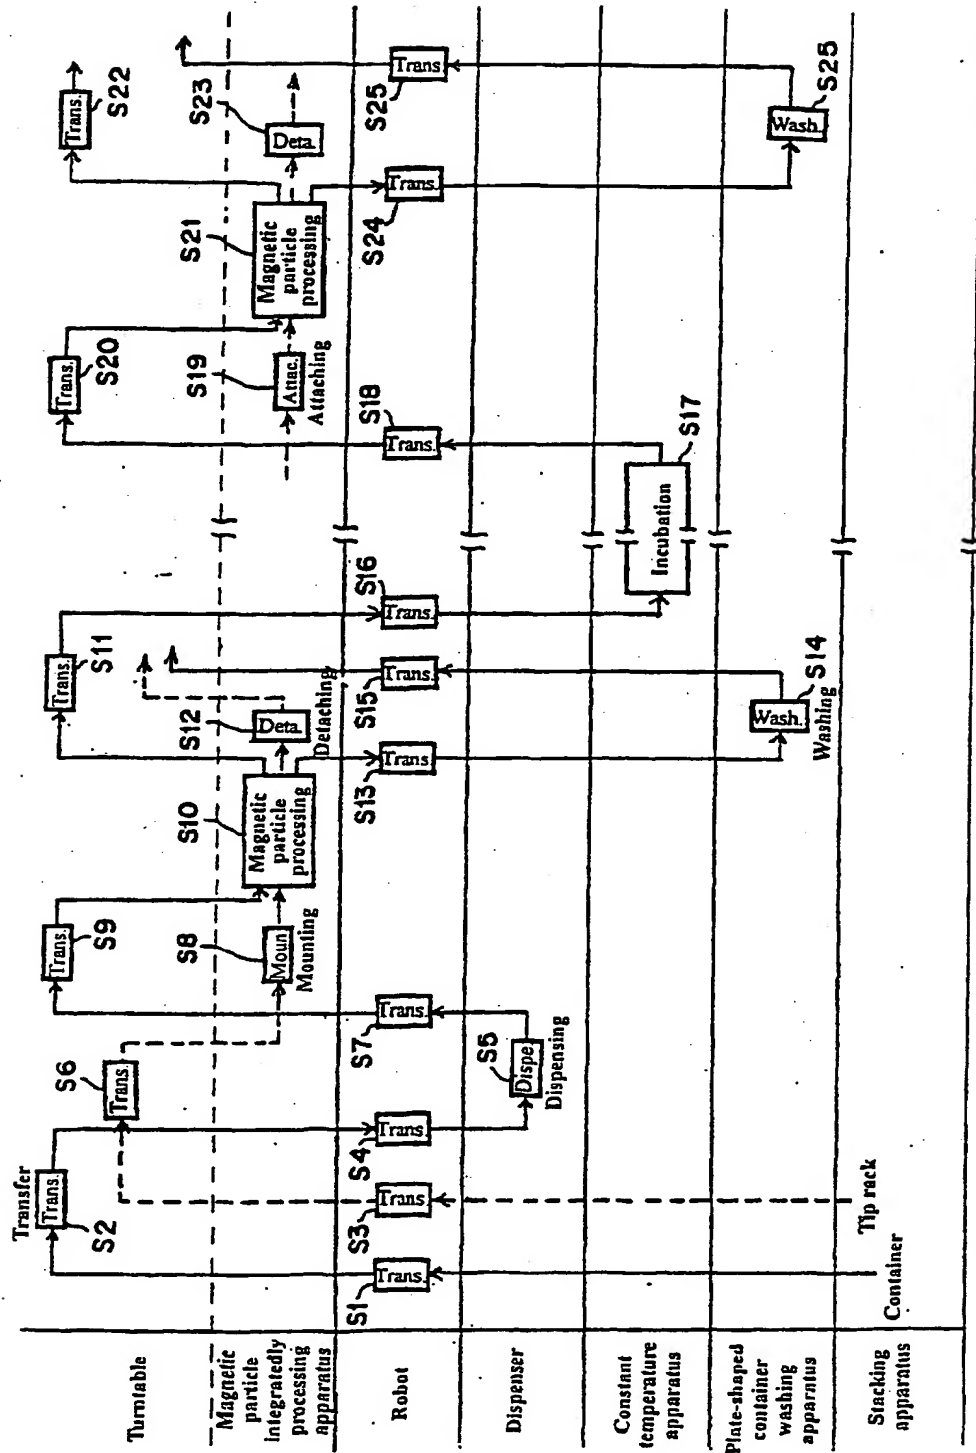 Turntable
Transfer
Trans.
S2
Trans.
S6
Trans.
S9
Trans.
S11
Trans.
S20
Trans.
S22
Magnetic
particle
integratedly
processing
apparatus
Moun
S8
Mounting
Magnetic
particle
processing
S10
Deta.
S12
Detaching
Attac.
S19
Attaching
Magnetic
particle
processing
S21
Deta.
S23
Robot
Trans.
S1
Trans
S3
Trans.
S4
Trans.
S7
Trans.
S13
Trans.
S15
Trans.
S16
Trans.
S18
Trans.
S24
Trans
S25
Dispenser
Dispe.
S5
Dispensing
Constant
temperature
apparatus
Incubation
S17
Plate-shaped
container
washing
apparatus
Wash.
S14
Washing
Wash.
S25
Stacking
apparatus
Container
Tip rack